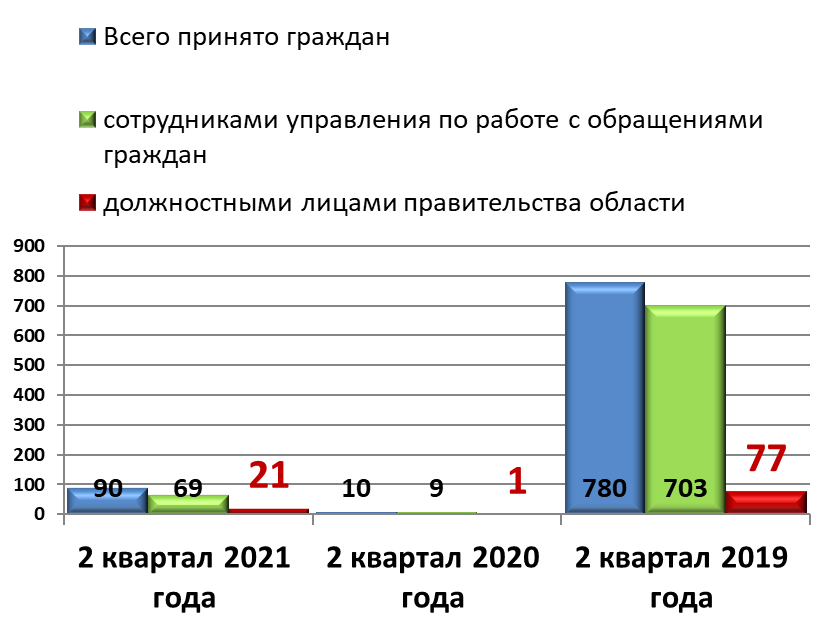 Всего принято граждан
сотрудниками управления по работе с обращениями
граждан
должностными лицами правительства области
900
800
700
600
500
400
300
200
100
0
90 69 21 10 9 1 780 703 77
2 квартал 2021
года
2 квартал 2020
года
2 квартал 2019
года